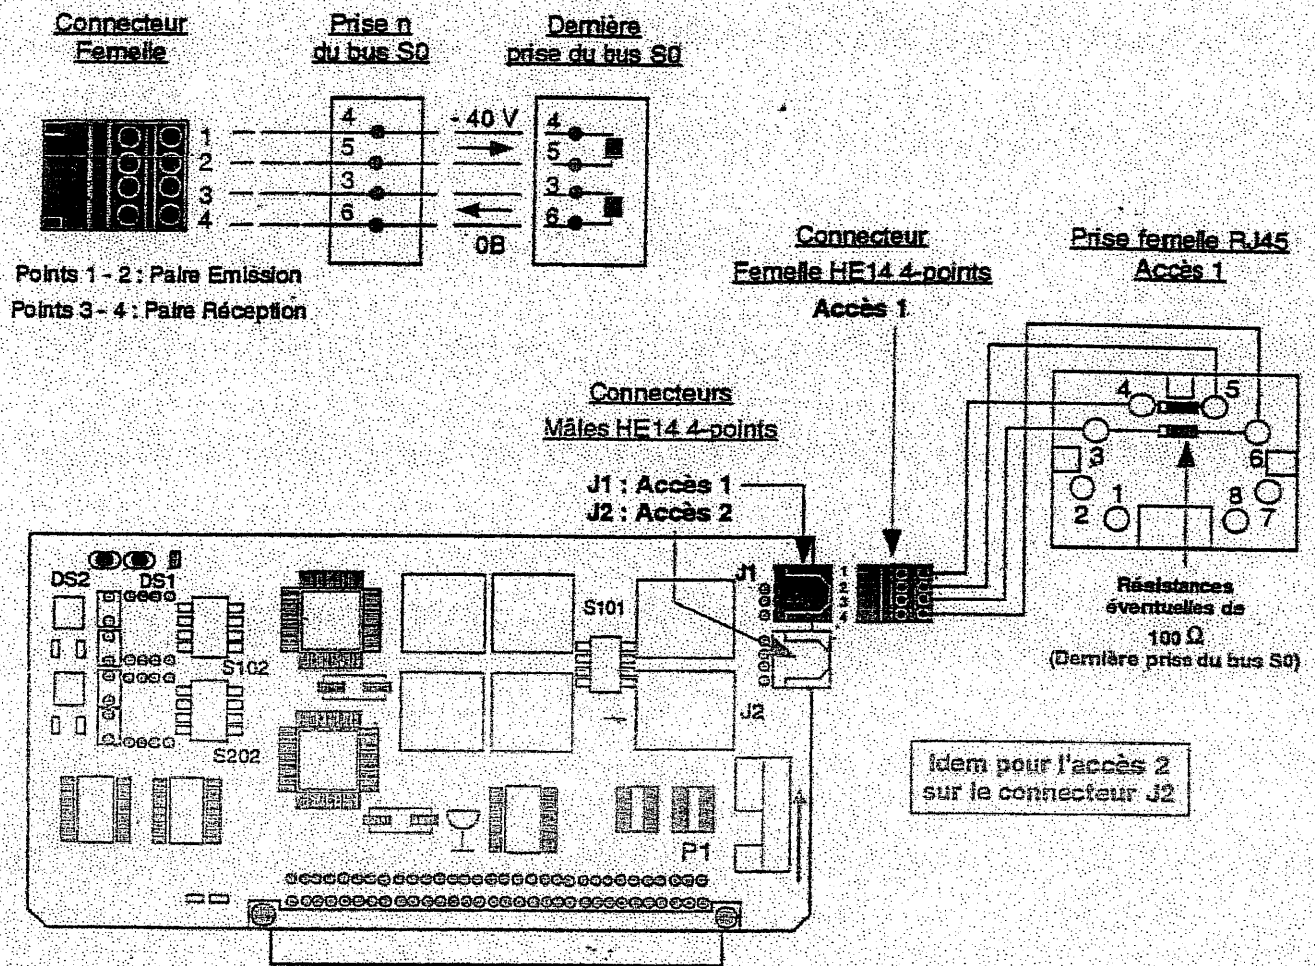 Connecteur
Femelle
Prise n
du bus S0
Dernière
prise du bus S0
1
2
3
4
4
5
3
6
- 40 V
0B
4
5
3
6
Points 1 - 2 : Paire Emission
Points 3 - 4 : Paire Réception
Connecteur
Femelle HE14 4-points
Accès 1
Prise femelle RJ45
Accès 1
Connecteurs
Mâles HE14 4-points
J1 : Accès 1
J2 : Accès 2
4
5
3
6
2
1
8
7
Résistances
éventuelles de
100 Ω
(Dernière prise du bus S0)
DS2
DS1
S102
S202
S101
J1
1
2
3
4
J2
P1
Idem pour l'accès 2
sur le connecteur J2